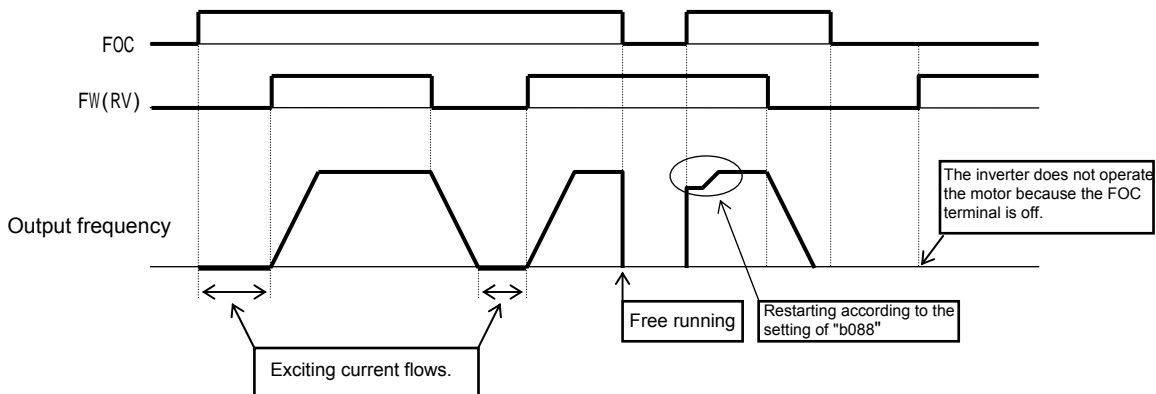 FOC
FW(RV)
Output frequency
The inverter does not operate
the motor because the FOC
terminal is off.
Free running
Restarting according to the
setting of "b088"
Exciting current flows.